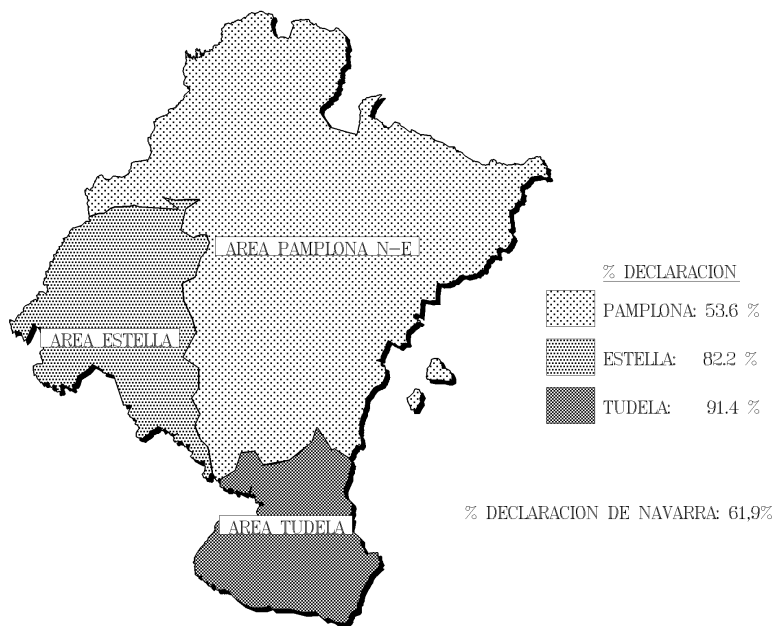 AREA PAMPLONA N-E
AREA ESTELLA
AREA TUDELA
% DECLARACION
PAMPLONA: 53.6 %
ESTELLA: 82.2 %
TUDELA: 91.4 %
% DECLARACION DE NAVARRA: 61,9%